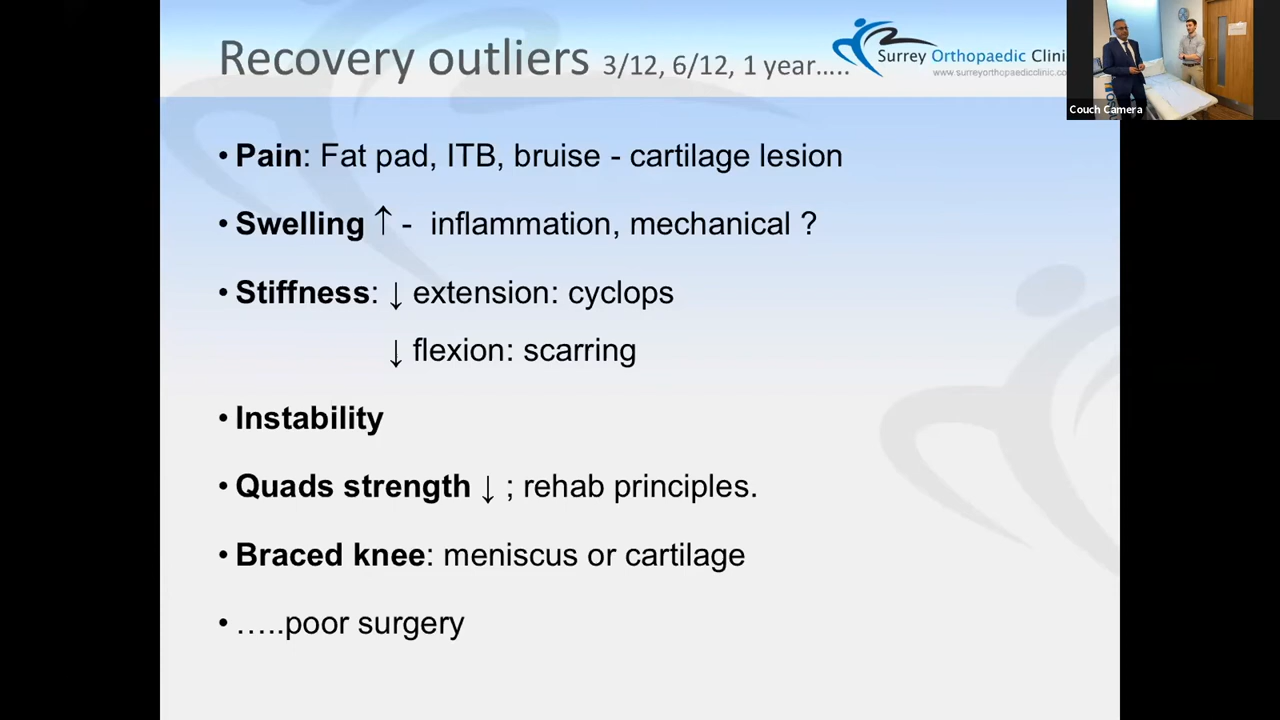 Recovery outliers 3/12, 6/12, 1 year.....
Surrey Orthopaedic Clini
www.surreyorthopaedicclinic.co
Couch Camera
• Pain: Fat pad, ITB, bruise - cartilage lesion
• Swelling ↑ - inflammation, mechanical ?
• Stiffness: ↓ extension: cyclops
↓ flexion: scarring
• Instability
• Quads strength ↓ ; rehab principles.
• Braced knee: meniscus or cartilage
• …..poor surgery